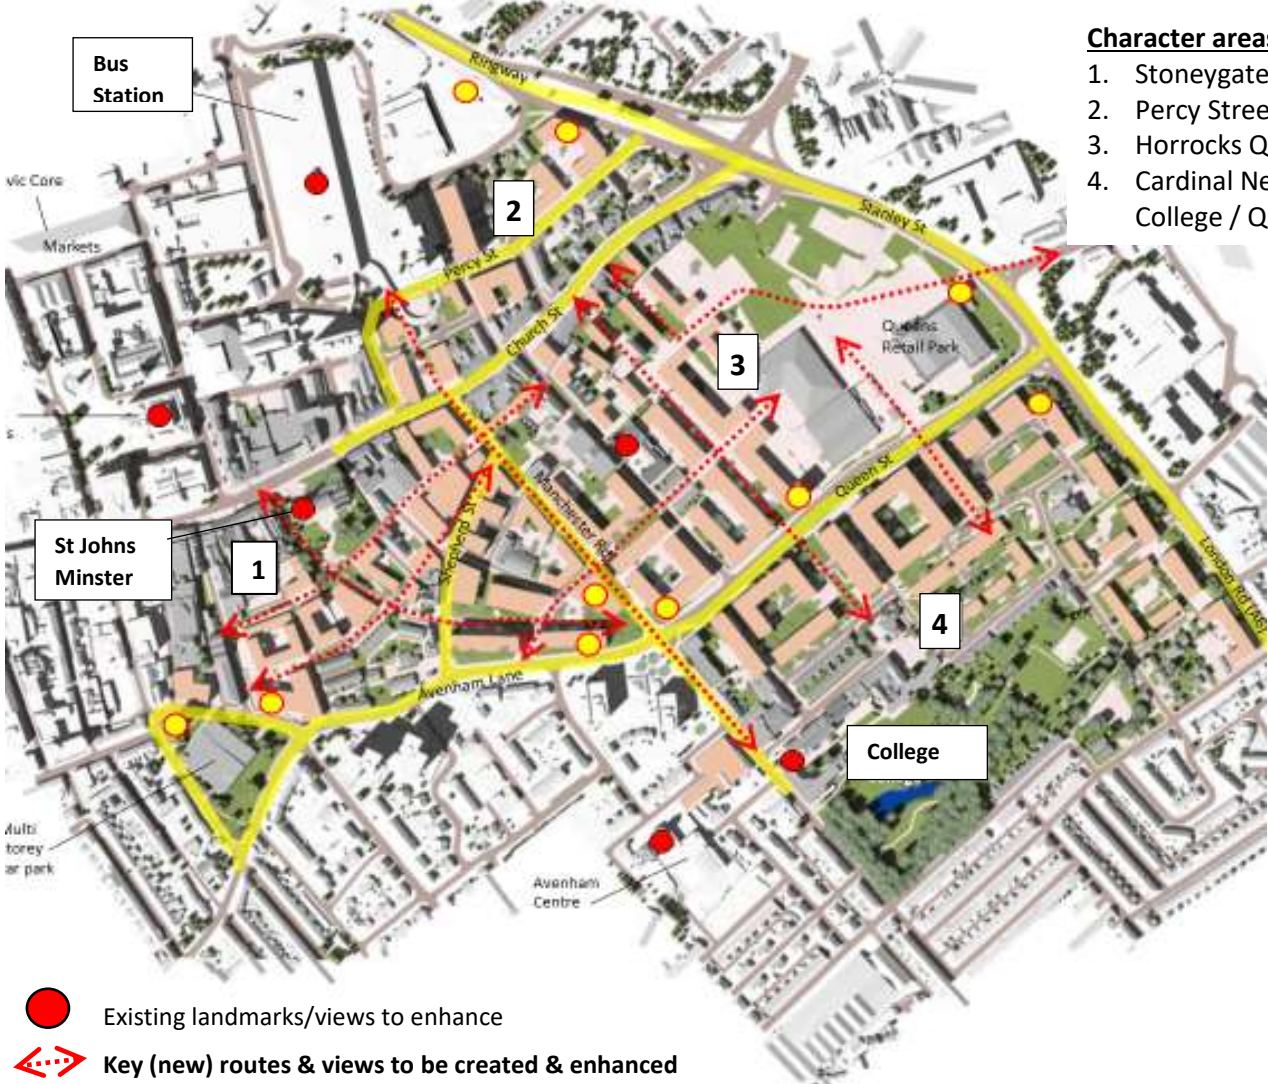 Character areas
1. Stoneygate
2. Percy Stree
3. Horrocks Q
4. Cardinal Ne
College / Q
Bus
Station
Ringway
2
vic Core
Markets
Stanley St
Percy St
Church St
Queens
Retail Park
3
Manchester Rd
Queen St
Shepherd St
St Johns
Minster
1
London Rd (A6)
4
Avenham Lane
College
Multi
torey
ar park
Avenham
Centre
Existing landmarks/views to enhance
Key (new) routes & views to be created & enhanced